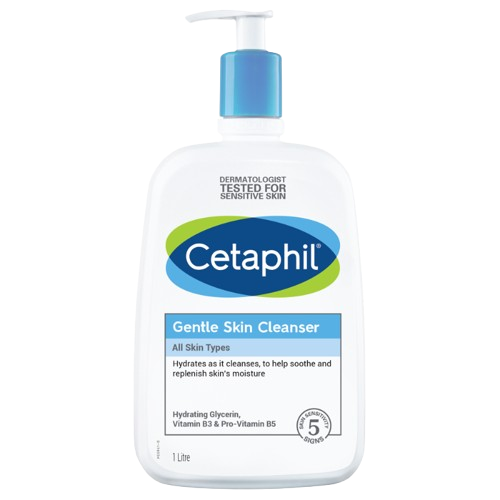 DERMATOLOGIST
TESTED FOR
SENSITIVE SKIN
Cetaphil®
Gentle Skin Cleanser
All Skin Types
Hydrates as it cleanses, to help soothe and
replenish skin's moisture
Hydrating Glycerin,
Vitamin B3 & Pro-Vitamin B5
SKIN SENSITIVITY
5
SIGNS
1 Litre